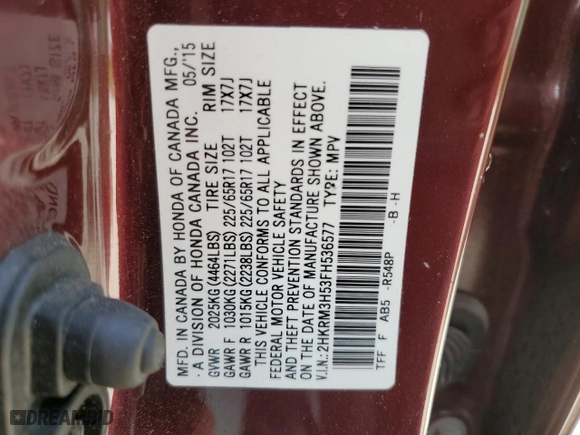 MFD. IN CANADA BY HONDA OF CANADA MFG.,
- A DIVISION OF HONDA CANADA INC. 05/'15
GVWR 2025KG(4464LBS) TIRE SIZE RIM SIZE
GAWR F 1030KG(2271LBS) 225/65R17 102T 17X7J
GAWR R 1015KG(2238LBS) 225/65R17 102T 17X7J
THIS VEHICLE CONFORMS TO ALL APPLICABLE
FEDERAL MOTOR VEHICLE SAFETY
AND THEFT PREVENTION STANDARDS IN EFFECT
ON THE DATE OF MANUFACTURE SHOWN ABOVE.
V.I.N.:2HKRM3H53FH536577 TYPE: MPV
TFF F AB5 -R548P -B -H
DREAMBID